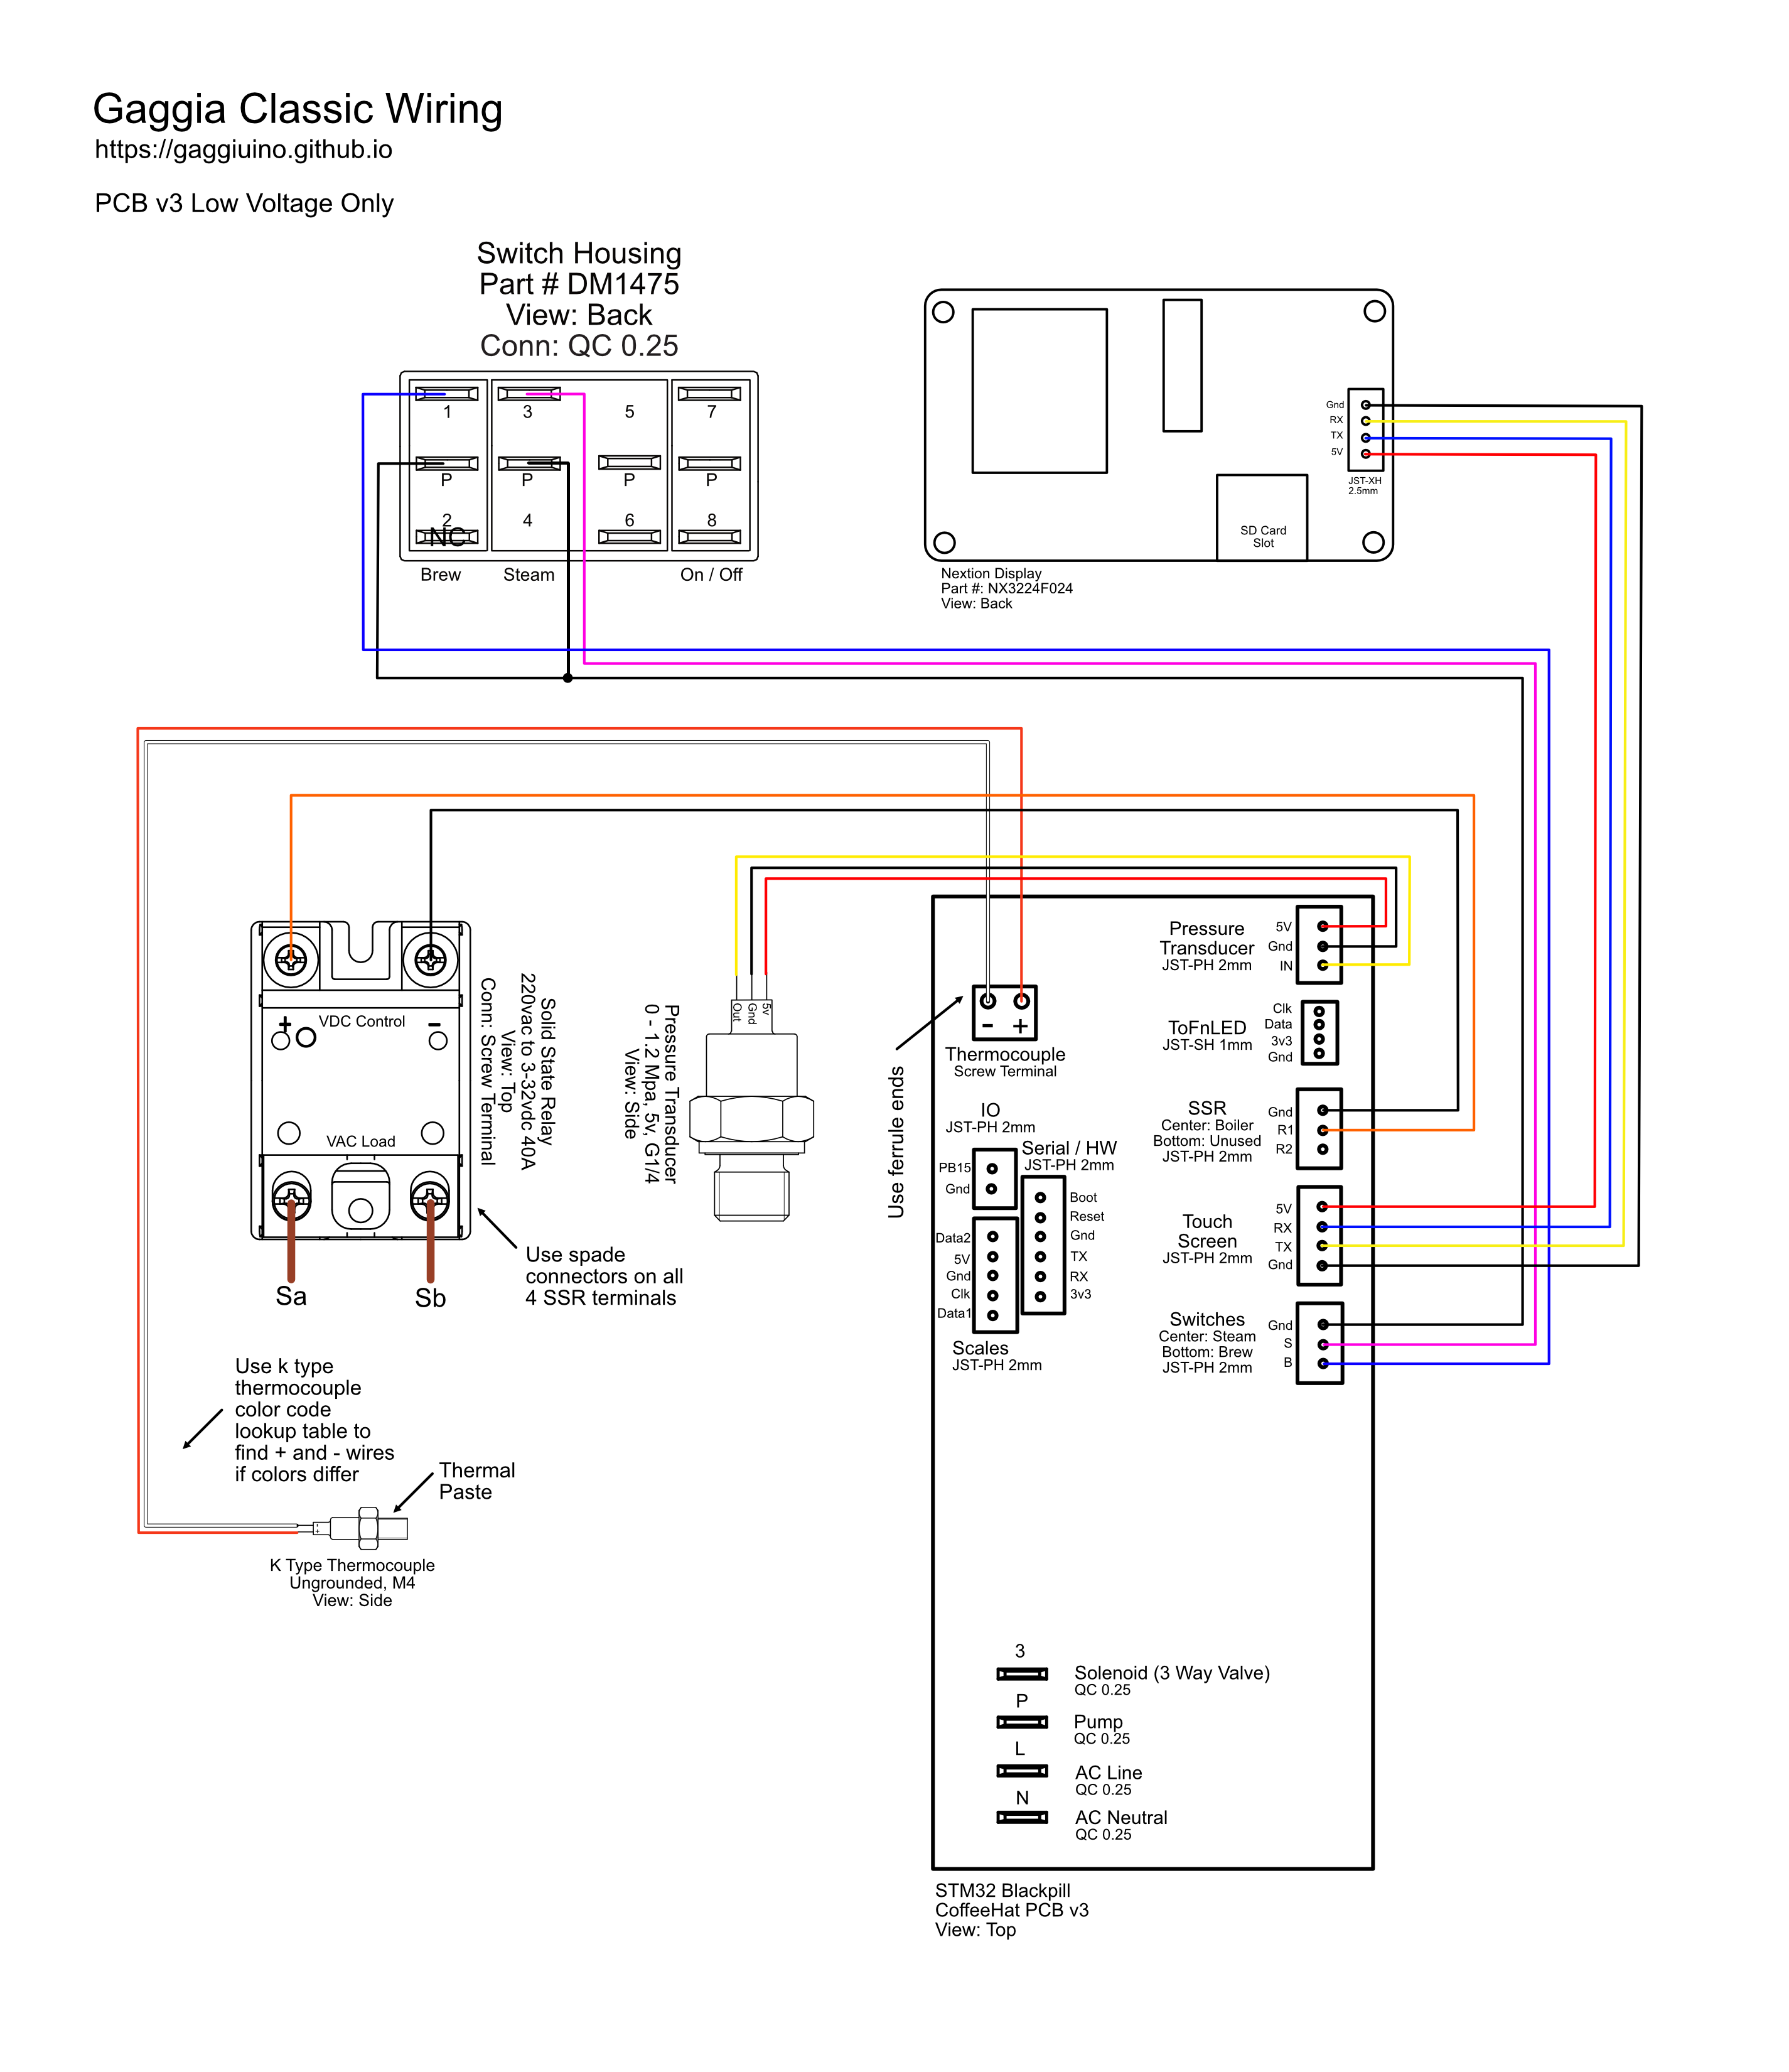 Gaggia Classic Wiring
https://gaggiuino.github.io
PCB v3 Low Voltage Only
Switch Housing
Part # DM1475
View: Back
Conn: QC 0.25
1
3
5
7
P
P
P
P
2
4
6
8
NC
Brew
Steam
On / Off
Gnd
RX
TX
5V
JST-XH
2.5mm
SD Card
Slot
Nextion Display
Part #: NX3224F024
View: Back
+
VDC Control
-
VAC Load
Sa
Sb
Solid State Relay
220vac to 3-32vdc 40A
View: Top
Conn: Screw Terminal
Use spade
connectors on all
4 SSR terminals
Out
Gnd
5v
Pressure Transducer
0 - 1.2 Mpa, 5v, G1/4
View: Side
Use ferrule ends
- +
Thermocouple
Screw Terminal
Pressure
Transducer
JST-PH 2mm
5V
Gnd
IN
ToFnLED
JST-SH 1mm
Clk
Data
3v3
Gnd
SSR
Center: Boiler
Bottom: Unused
JST-PH 2mm
Gnd
R1
R2
IO
JST-PH 2mm
PB15
Gnd
Serial / HW
JST-PH 2mm
Boot
Reset
Gnd
TX
RX
3v3
Data2
5V
Gnd
Clk
Data1
Scales
JST-PH 2mm
Touch
Screen
JST-PH 2mm
5V
RX
TX
Gnd
Switches
Center: Steam
Bottom: Brew
JST-PH 2mm
Gnd
S
B
Use k type
thermocouple
color code
lookup table to
find + and - wires
if colors differ
Thermal
Paste
-
+
K Type Thermocouple
Ungrounded, M4
View: Side
3
Solenoid (3 Way Valve)
QC 0.25
P
Pump
QC 0.25
L
AC Line
QC 0.25
N
AC Neutral
QC 0.25
STM32 Blackpill
CoffeeHat PCB v3
View: Top